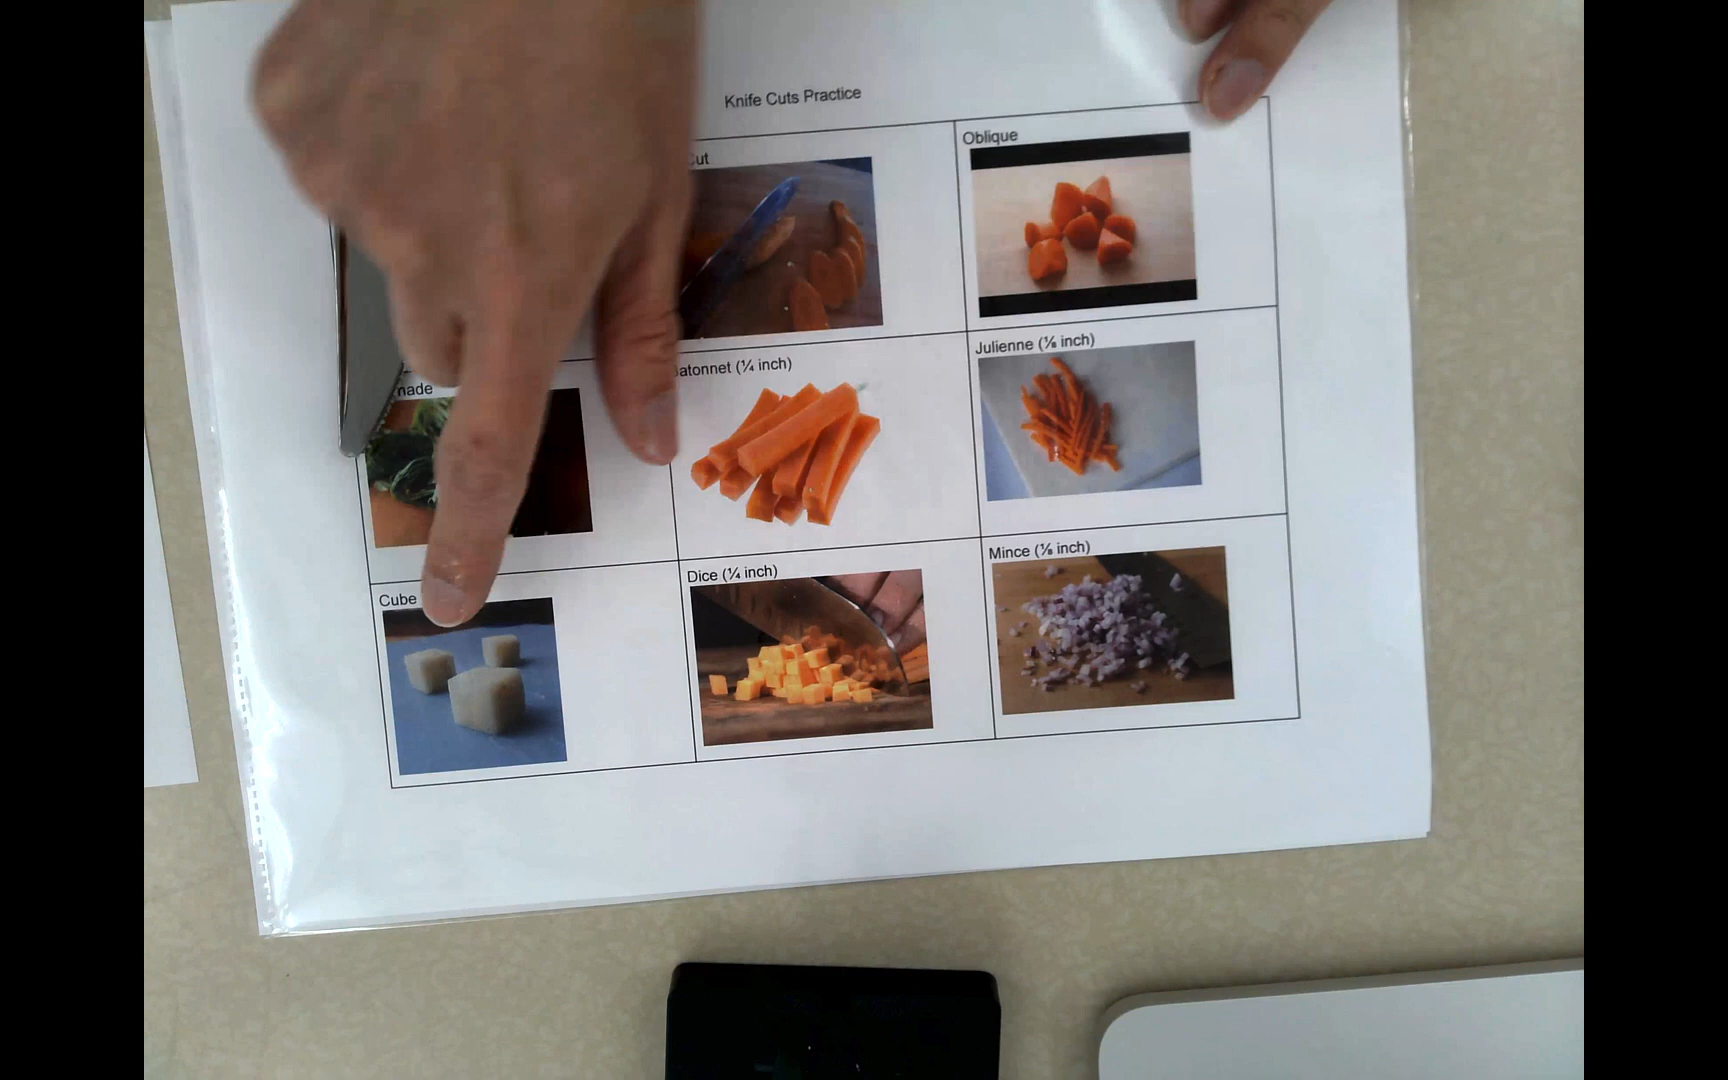 Knife Cuts Practice
Cut
Oblique
nade
atonnet (¼ inch)
Julienne (⅛ inch)
Cube
Dice (¼ inch)
Mince (⅛ inch)